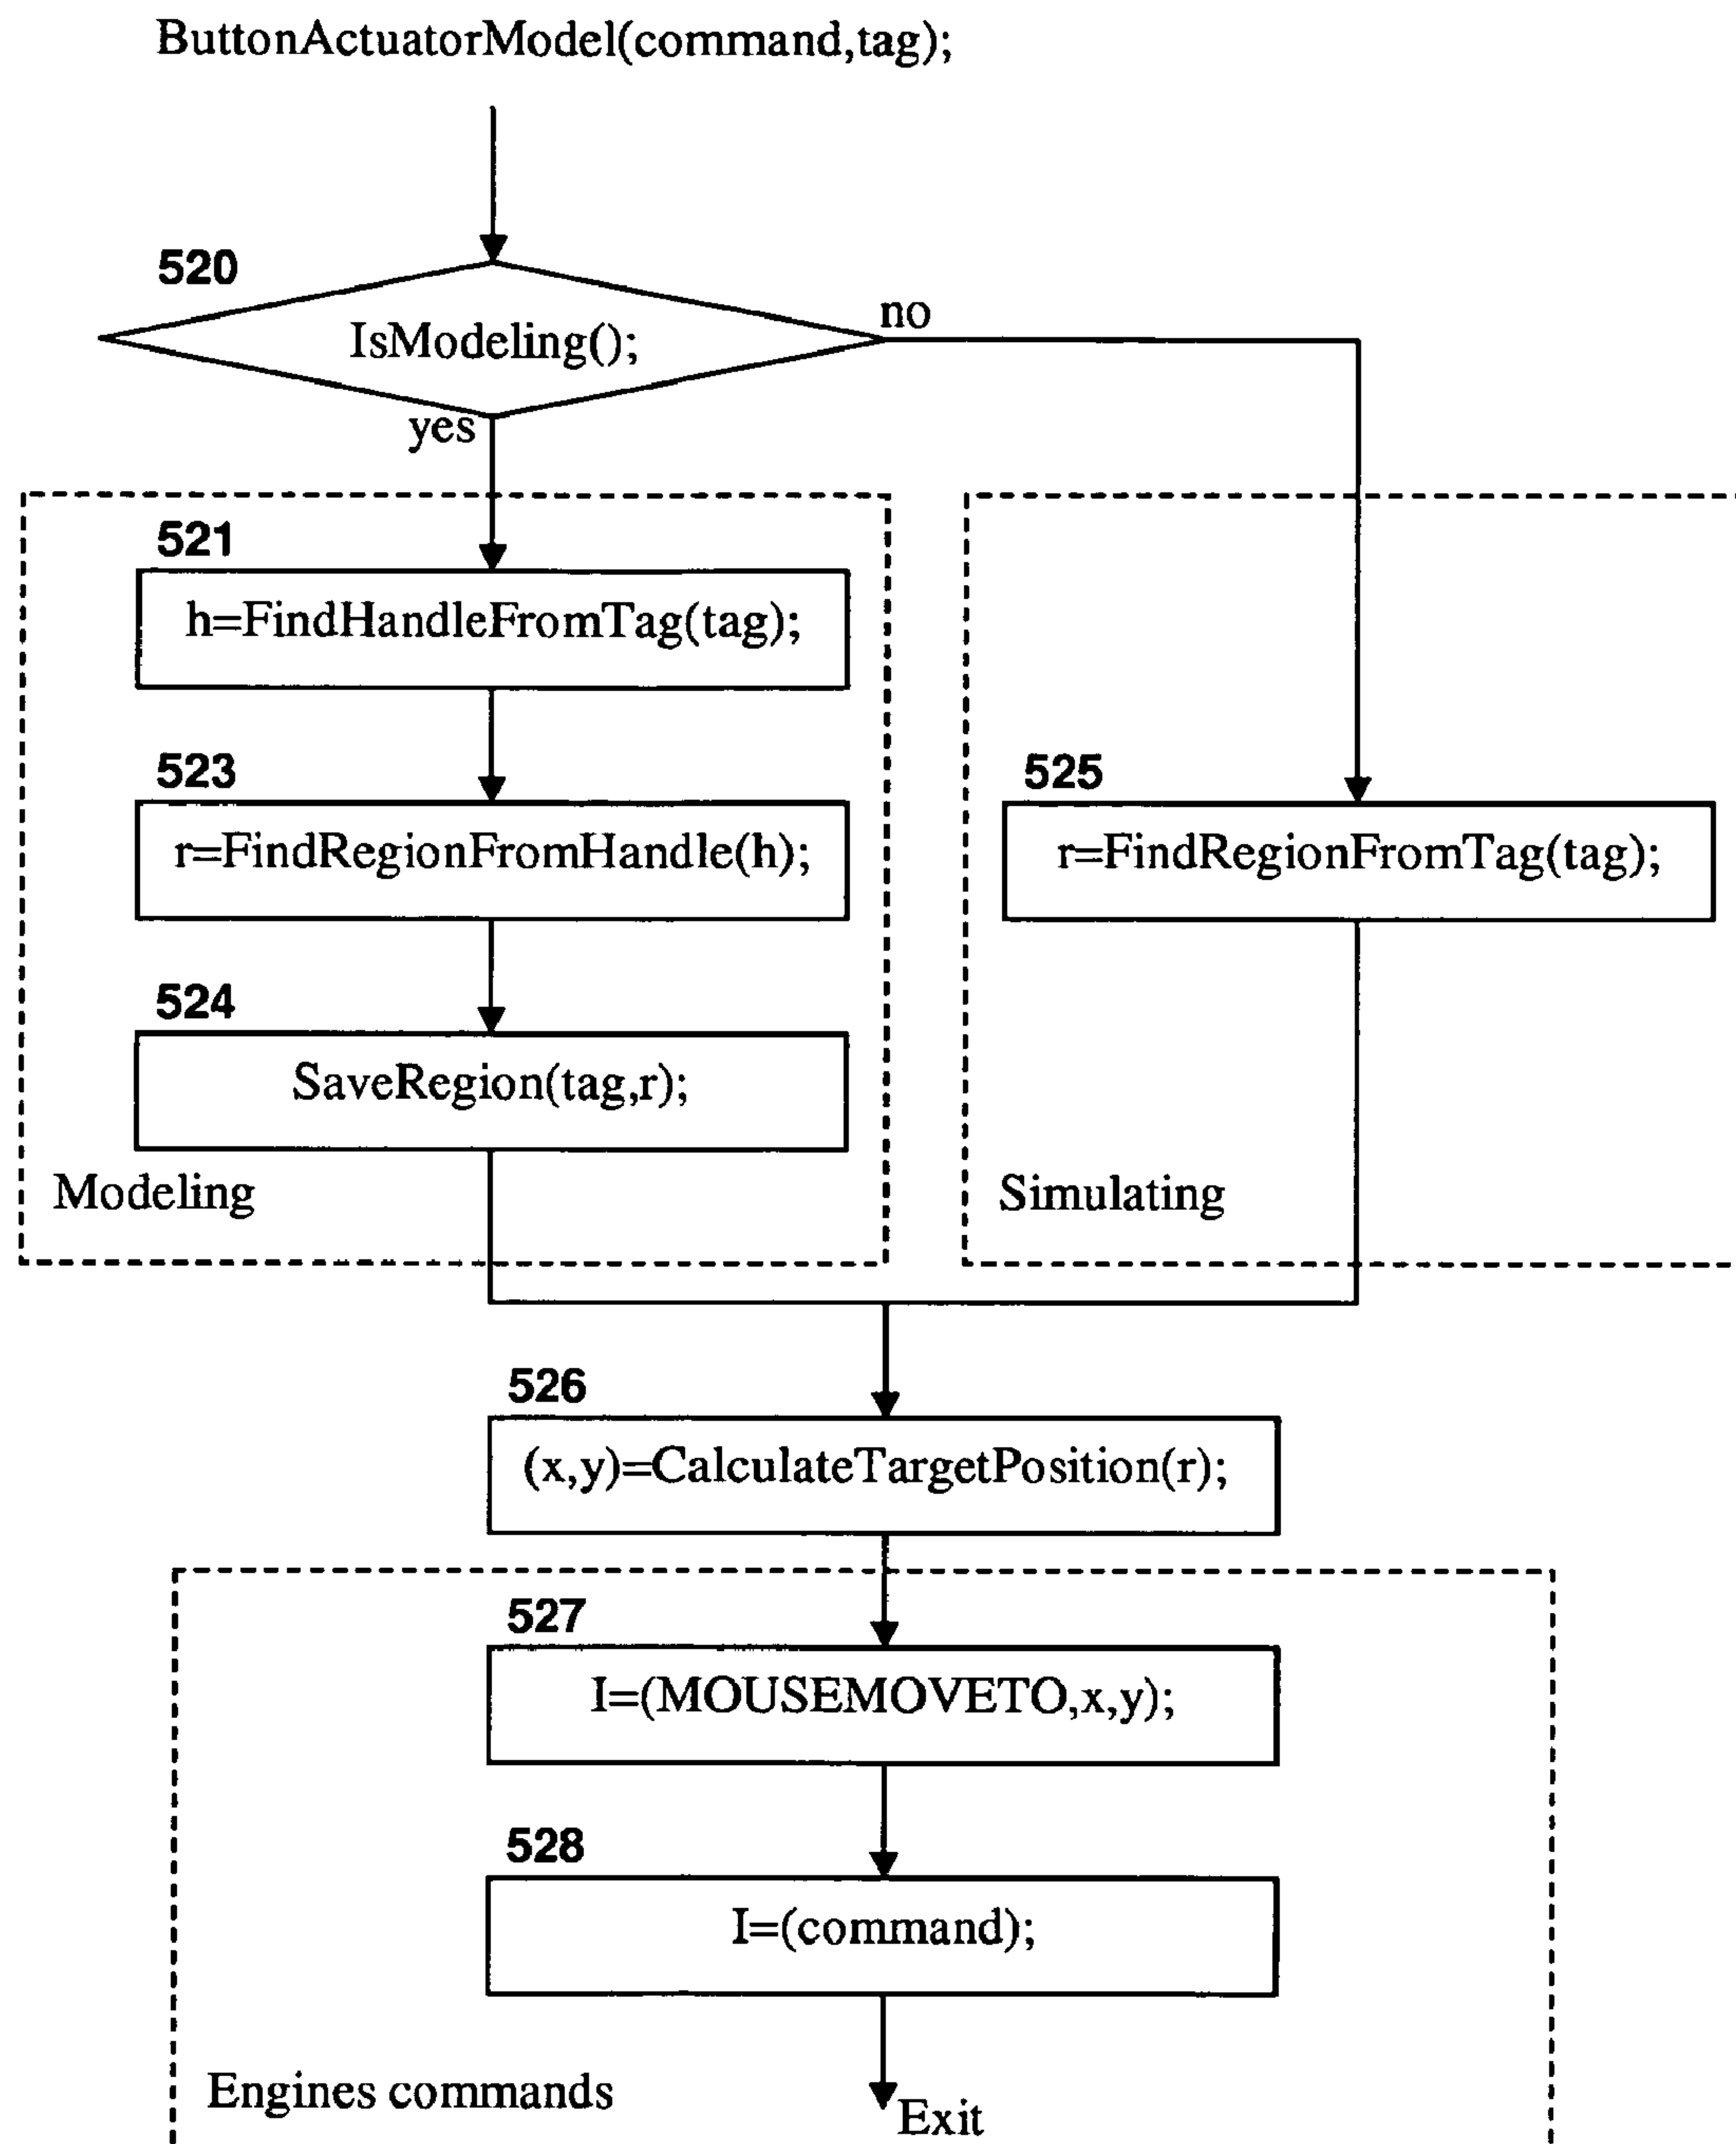 ButtonActuatorModel(command,tag);
520
IsModeling();
no
yes
521
h=FindHandleFromTag(tag);
523
r=FindRegionFromHandle(h);
525
r=FindRegionFromTag(tag);
524
SaveRegion(tag,r);
Modeling
Simulating
526
(x,y)=CalculateTargetPosition(r);
527
I=(MOUSEMOVETO,x,y);
528
I=(command);
Engines commands
Exit